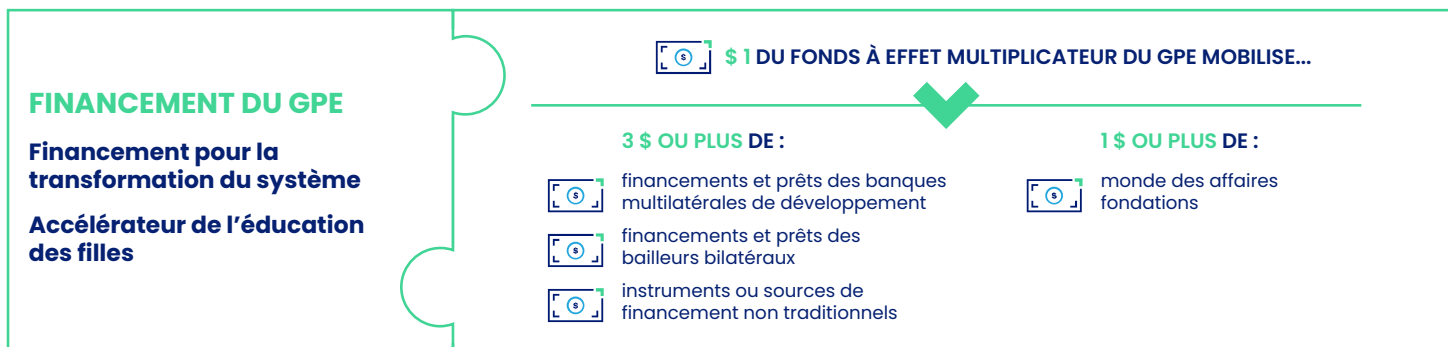 FINANCEMENT DU GPE
Financement pour la
transformation du système
Accélérateur de l’éducation
des filles
$ 1 DU FONDS À EFFET MULTIPLICATEUR DU GPE MOBILISE...
3 $ OU PLUS DE :
financements et prêts des banques
multilatérales de développement
financements et prêts des
bailleurs bilatéraux
instruments ou sources de
financement non traditionnels
1 $ OU PLUS DE :
monde des affaires
fondations